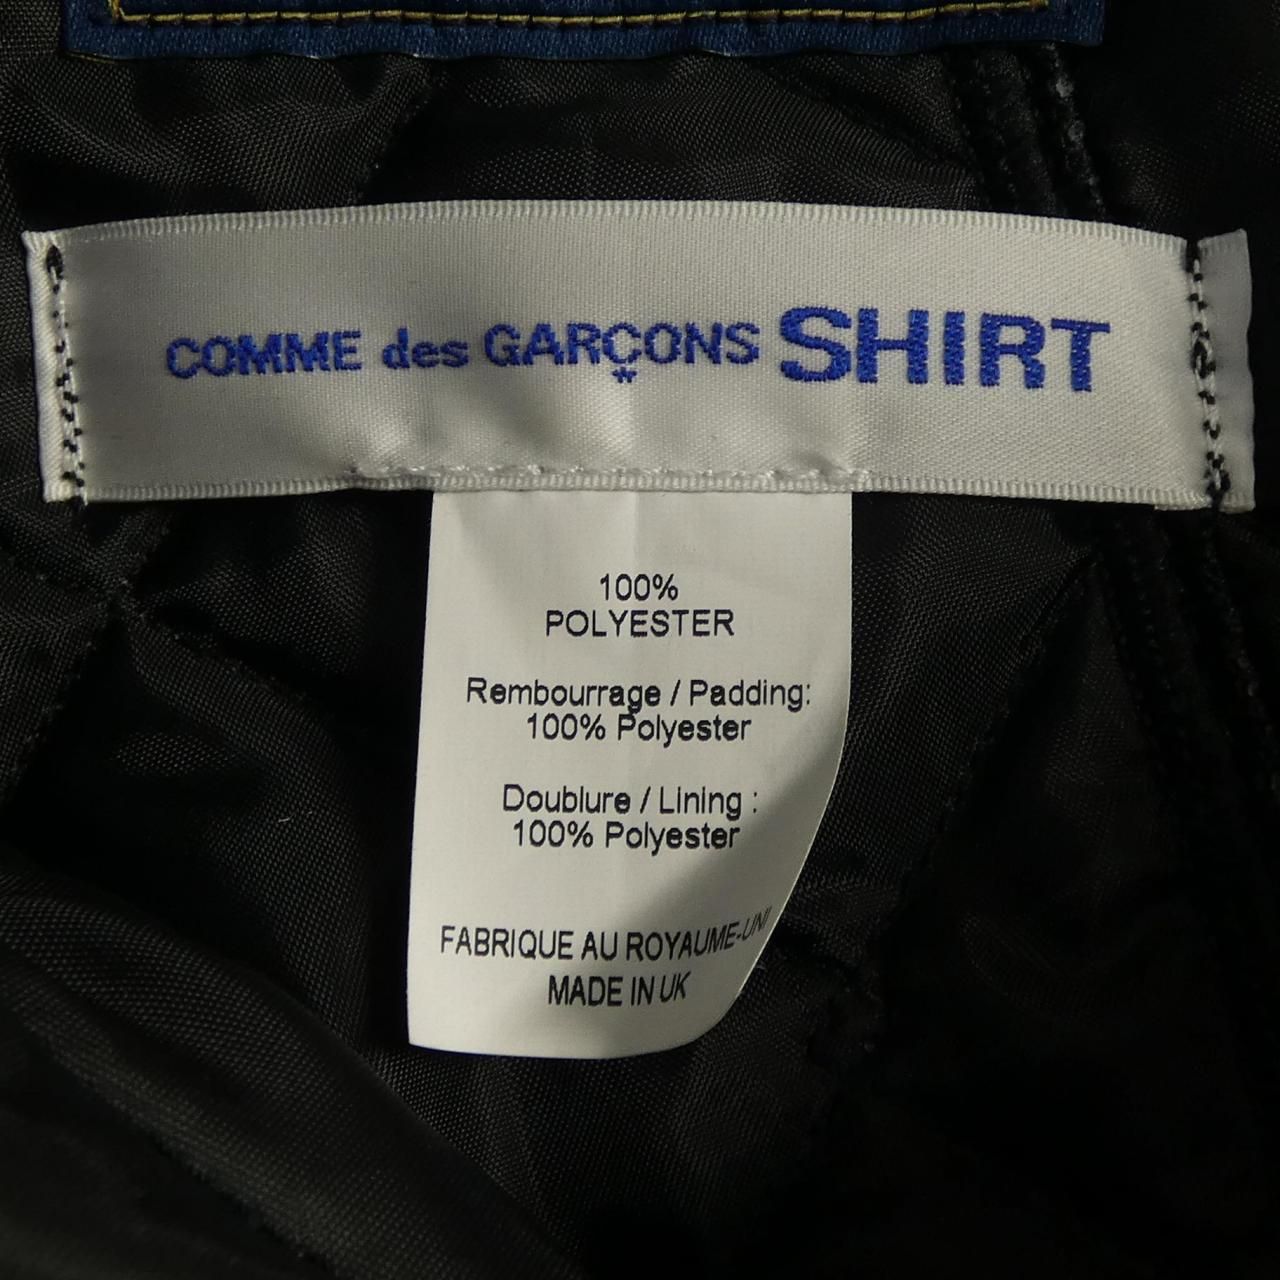 COMME des GARÇONS SHIRT
100%
POLYESTER
Rembourrage / Padding:
100% Polyester
Doublure / Lining :
100% Polyester
FABRIQUE AU ROYAUME-UNI
MADE IN UK